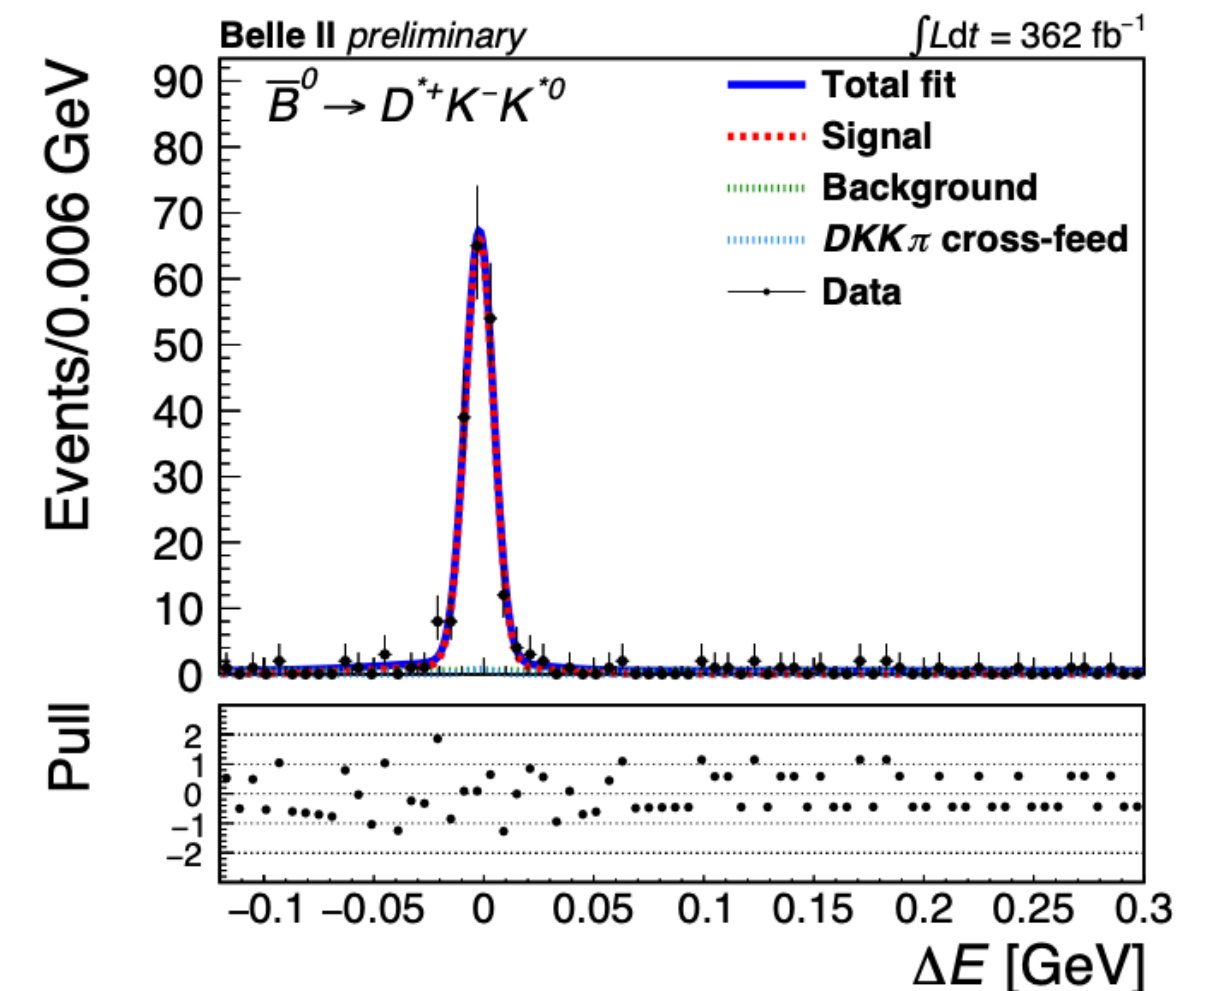 Belle II preliminary ∫Ldt = 362 fb⁻¹
B̅⁰ → D*⁺K⁻K*⁰
Total fit
Signal
Background
DKKπ cross-feed
Data
Events/0.006 GeV
90
80
70
60
50
40
30
20
10
0
Pull
2
1
0
−1
−2
−0.1 −0.05 0 0.05 0.1 0.15 0.2 0.25 0.3
ΔE [GeV]